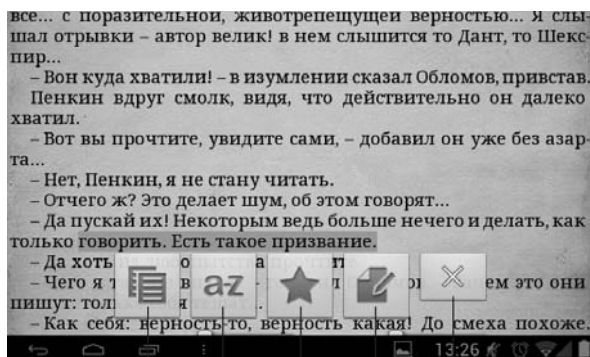 все... с поразительной, животрепещущей верностью... Я слы-
шал отрывки – автор велик! в нем слышится то Дант, то Шекс-
пир...
– Вон куда хватили! – в изумлении сказал Обломов, привстав.
Пенкин вдруг смолк, видя, что действительно он далеко
хватил.
– Вот вы прочтите, увидите сами, – добавил он уже без азар-
та...
– Нет, Пенкин, я не стану читать.
– Отчего ж? Это делает шум, об этом говорят...
– Да пускай их! Некоторым ведь больше нечего и делать, как
только говорить. Есть такое призвание.
– Да хоть
– Чего я ем это они
пишут:
– Как себя: верность-то, верность какая! До смеха похоже.
a-z
13:26